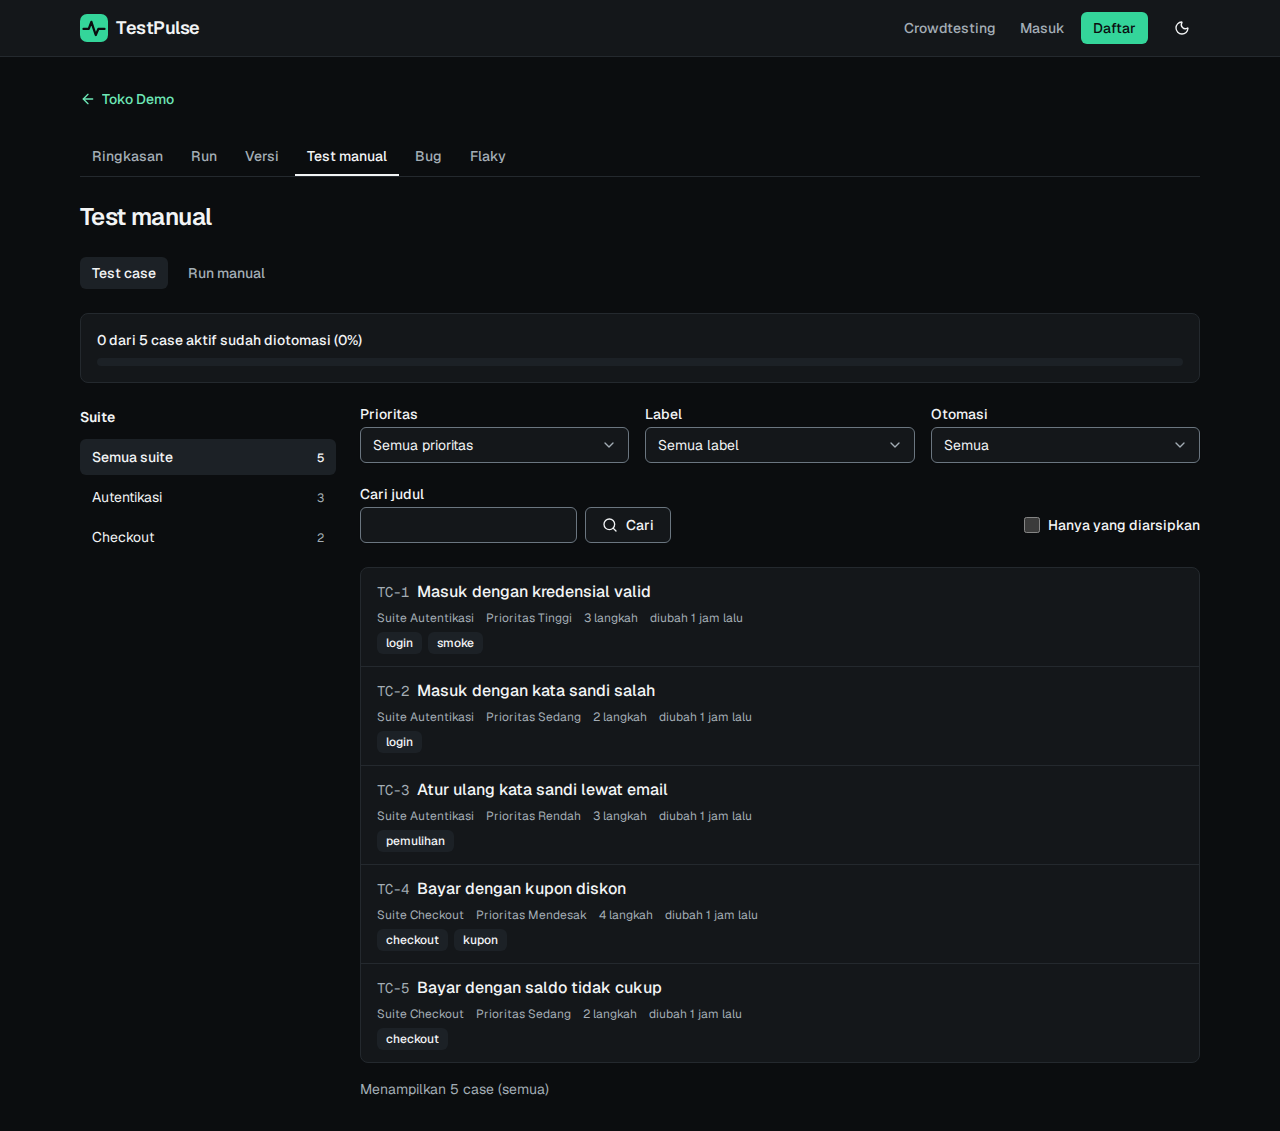 TestPulse
Crowdtesting Masuk Daftar
Toko Demo
Ringkasan Run Versi Test manual Bug Flaky
Test manual
Test case Run manual
0 dari 5 case aktif sudah diotomasi (0%)
Suite
Semua suite 5
Autentikasi 3
Checkout 2
Prioritas Label Otomasi
Semua prioritas Semua label Semua
Cari judul
Cari Hanya yang diarsipkan
TC-1 Masuk dengan kredensial valid
Suite Autentikasi Prioritas Tinggi 3 langkah diubah 1 jam lalu
login smoke
TC-2 Masuk dengan kata sandi salah
Suite Autentikasi Prioritas Sedang 2 langkah diubah 1 jam lalu
login
TC-3 Atur ulang kata sandi lewat email
Suite Autentikasi Prioritas Rendah 3 langkah diubah 1 jam lalu
pemulihan
TC-4 Bayar dengan kupon diskon
Suite Checkout Prioritas Mendesak 4 langkah diubah 1 jam lalu
checkout kupon
TC-5 Bayar dengan saldo tidak cukup
Suite Checkout Prioritas Sedang 2 langkah diubah 1 jam lalu
checkout
Menampilkan 5 case (semua)